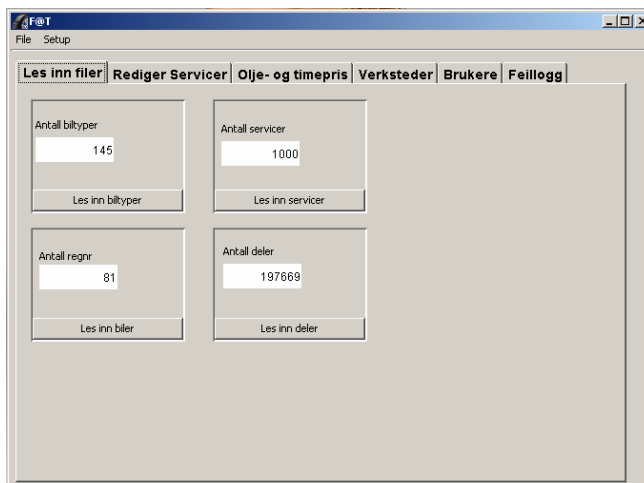 F@T
File Setup
Les inn filer Rediger Servicer Olje- og timepris Verksteder Brukere Feillogg
Antall biltyper
145
Les inn biltyper
Antall servicer
1000
Les inn servicer
Antall regnr
81
Les inn biler
Antall deler
197669
Les inn deler